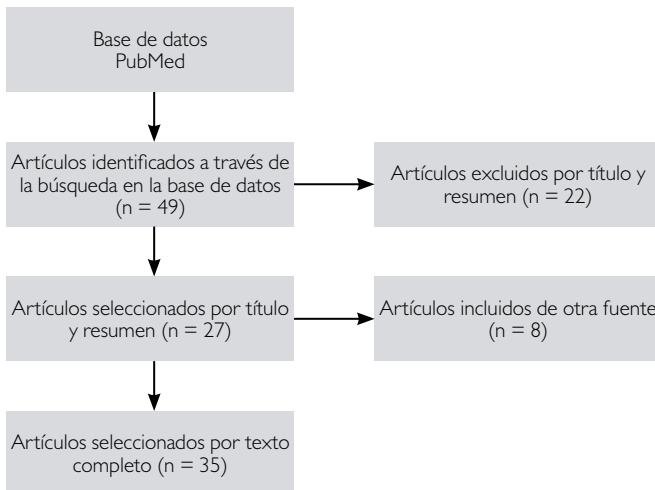 Base de datos
PubMed
Artículos identificados a través de
la búsqueda en la base de datos
(n = 49)
Artículos excluidos por título y
resumen (n = 22)
Artículos seleccionados por título
y resumen (n = 27)
Artículos incluidos de otra fuente
(n = 8)
Artículos seleccionados por texto
completo (n = 35)